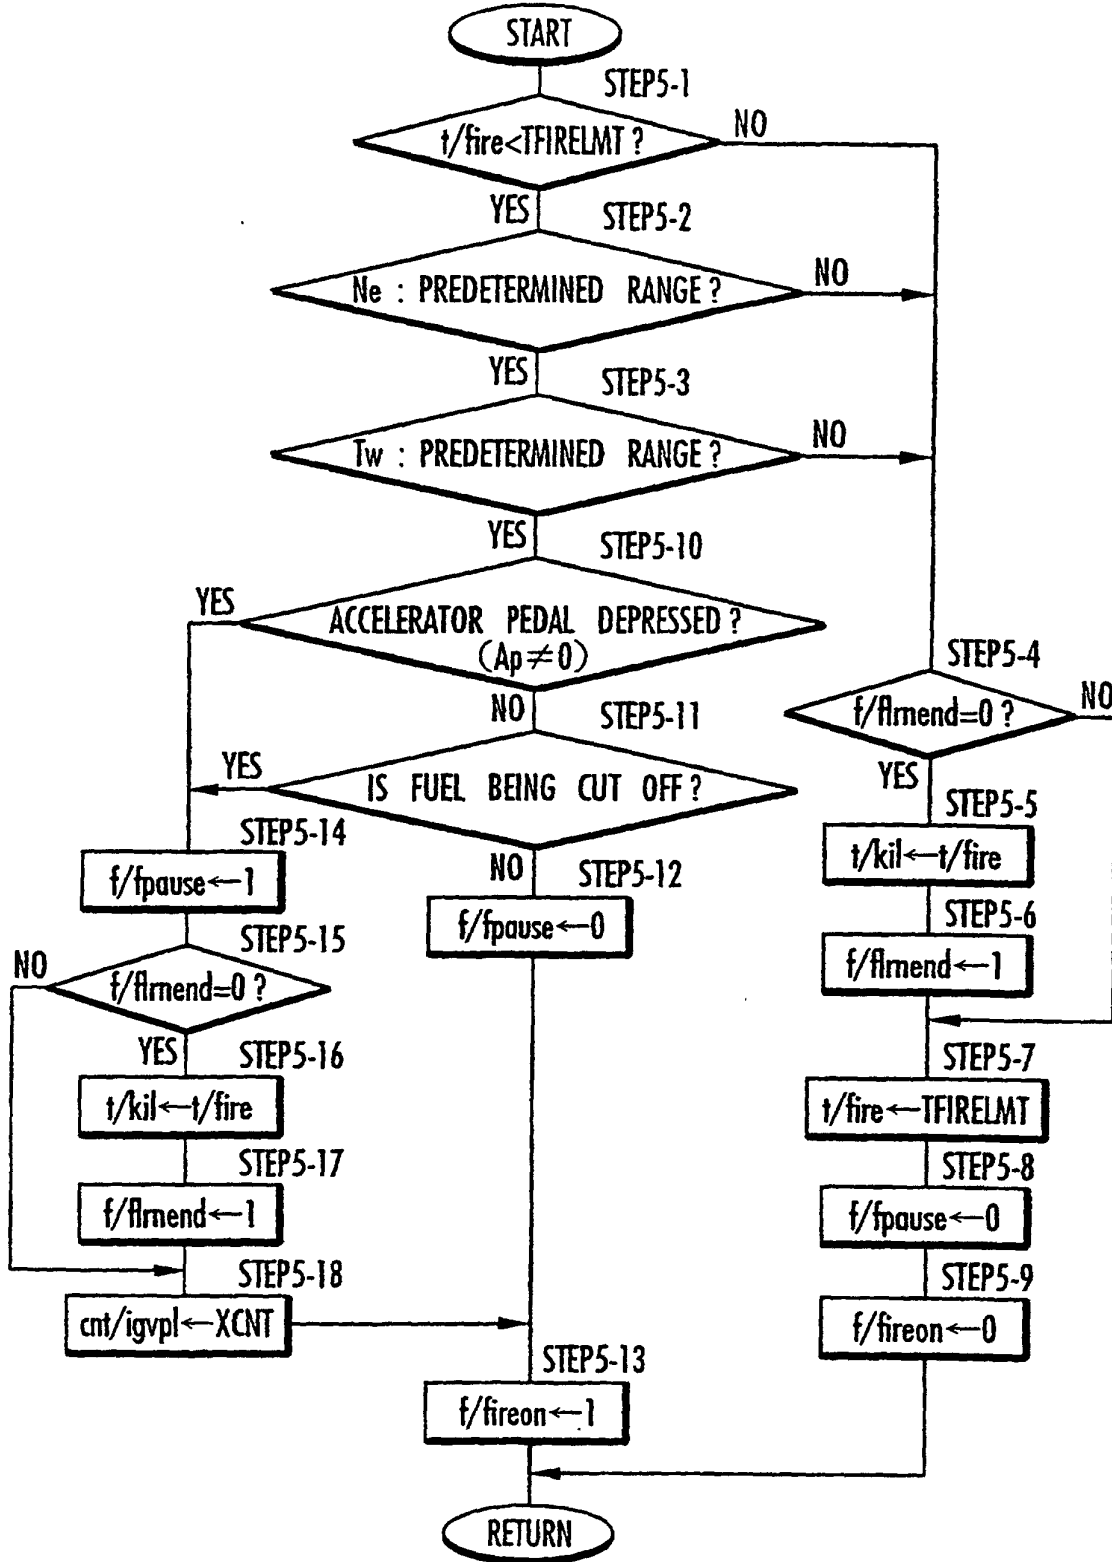 START
STEP5-1
t/fire<TFIRELMT ?
NO
YES
STEP5-2
Ne : PREDETERMINED RANGE ?
NO
YES
STEP5-3
Tw : PREDETERMINED RANGE ?
NO
YES
STEP5-10
YES
ACCELERATOR PEDAL DEPRESSED ?
(Ap≠0)
NO
STEP5-11
YES
IS FUEL BEING CUT OFF ?
NO
STEP5-12
f/fpause←0
STEP5-14
f/fpause←1
STEP5-15
NO
f/flrnend=0 ?
YES
STEP5-16
t/kil←t/fire
STEP5-17
f/flrnend←1
STEP5-18
cnt/igvpl←XCNT
STEP5-4
f/flrnend=0 ?
NO
YES
STEP5-5
t/kil←t/fire
STEP5-6
f/flrnend←1
STEP5-7
t/fire←TFIRELMT
STEP5-8
f/fpause←0
STEP5-9
f/fireon←0
STEP5-13
f/fireon←1
RETURN